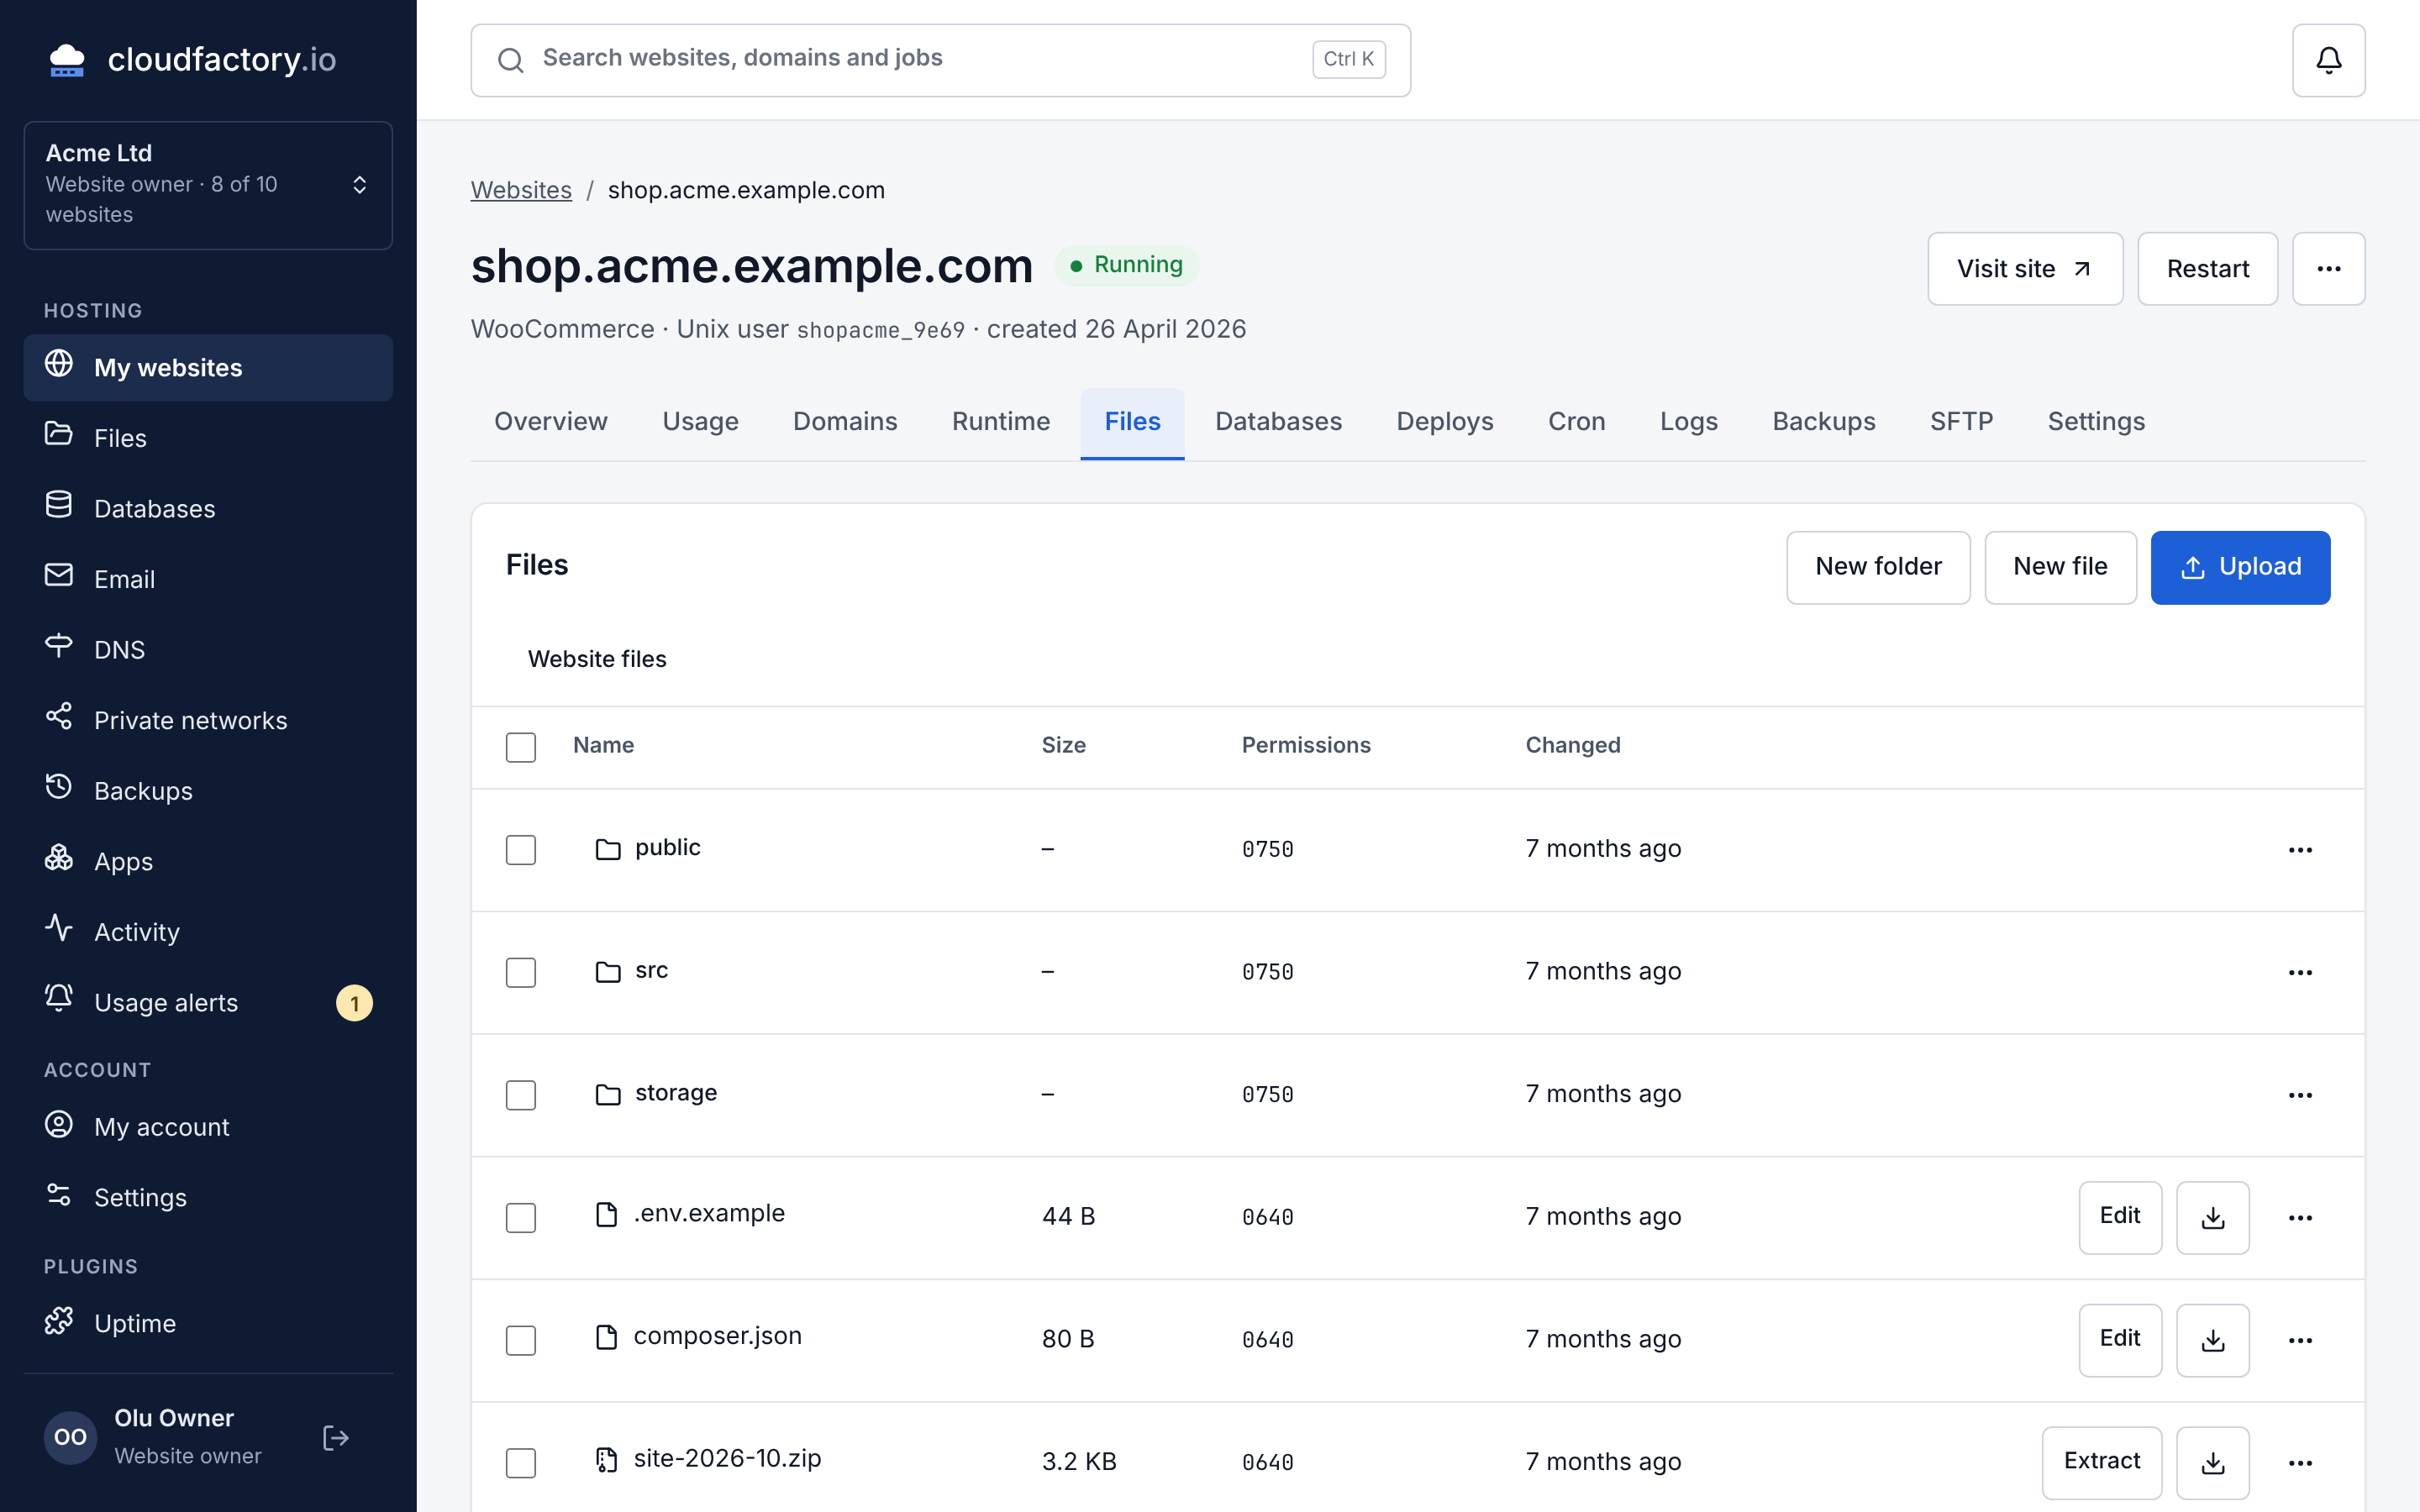 cloudfactory.io
Acme Ltd
Website owner · 8 of 10
websites
HOSTING
My websites
Files
Databases
Email
DNS
Private networks
Backups
Apps
Activity
Usage alerts 1
ACCOUNT
My account
Settings
PLUGINS
Uptime
OO
Olu Owner
Website owner
Search websites, domains and jobs Ctrl K
Websites / shop.acme.example.com
shop.acme.example.com Running
Visit site Restart
WooCommerce · Unix user shopacme_9e69 · created 26 April 2026
Overview Usage Domains Runtime Files Databases Deploys Cron Logs Backups SFTP Settings
Files New folder New file Upload
Website files
Name Size Permissions Changed
public – 0750 7 months ago
src – 0750 7 months ago
storage – 0750 7 months ago
.env.example 44 B 0640 7 months ago Edit
composer.json 80 B 0640 7 months ago Edit
site-2026-10.zip 3.2 KB 0640 7 months ago Extract